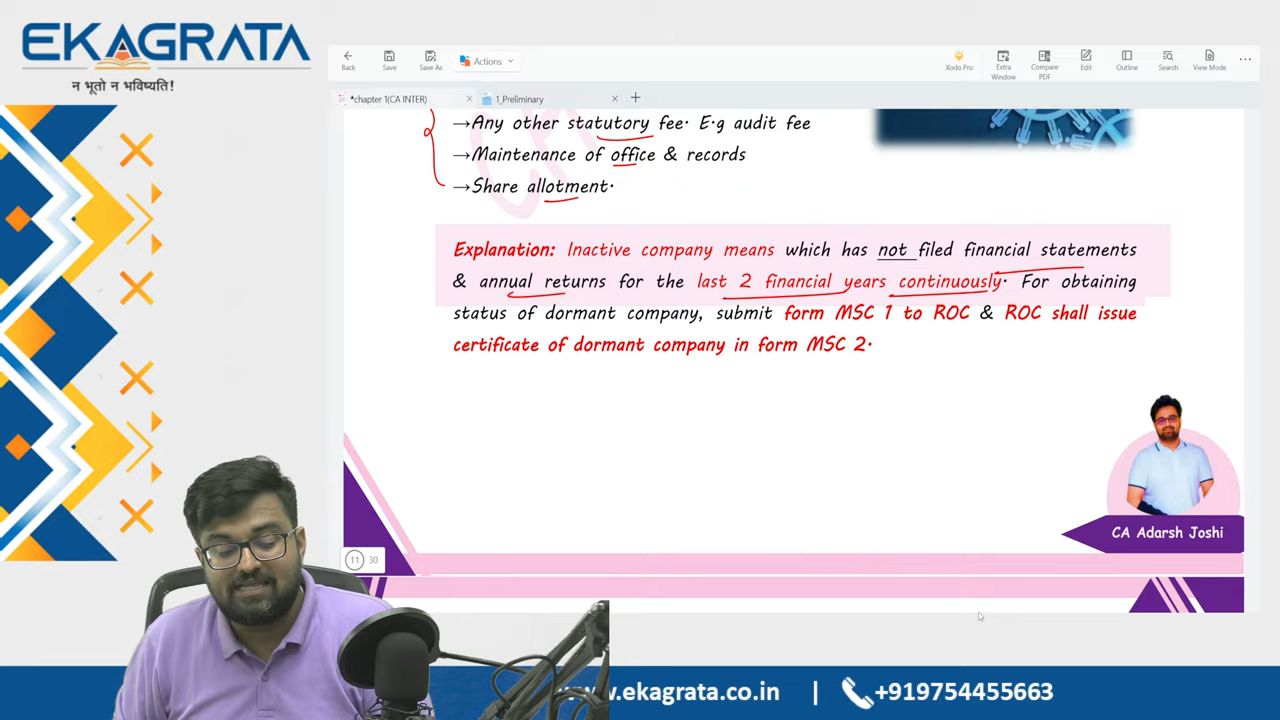 EKAGRATA
न भूतो न भविष्यति!
Back
Save
Save As
Actions
Xodo Pro
Extra Window
Compare PDF
Edit
Outline
Search
View Mode
*chapter 1(CA INTER)
1_Preliminary
→Any other statutory fee. E.g audit fee
→Maintenance of office & records
→Share allotment.
Explanation: Inactive company means which has not filed financial statements
& annual returns for the last 2 financial years continuously. For obtaining
status of dormant company, submit form MSC 1 to ROC & ROC shall issue
certificate of dormant company in form MSC 2.
CA Adarsh Joshi
11 30
www.ekagrata.co.in | +919754455663